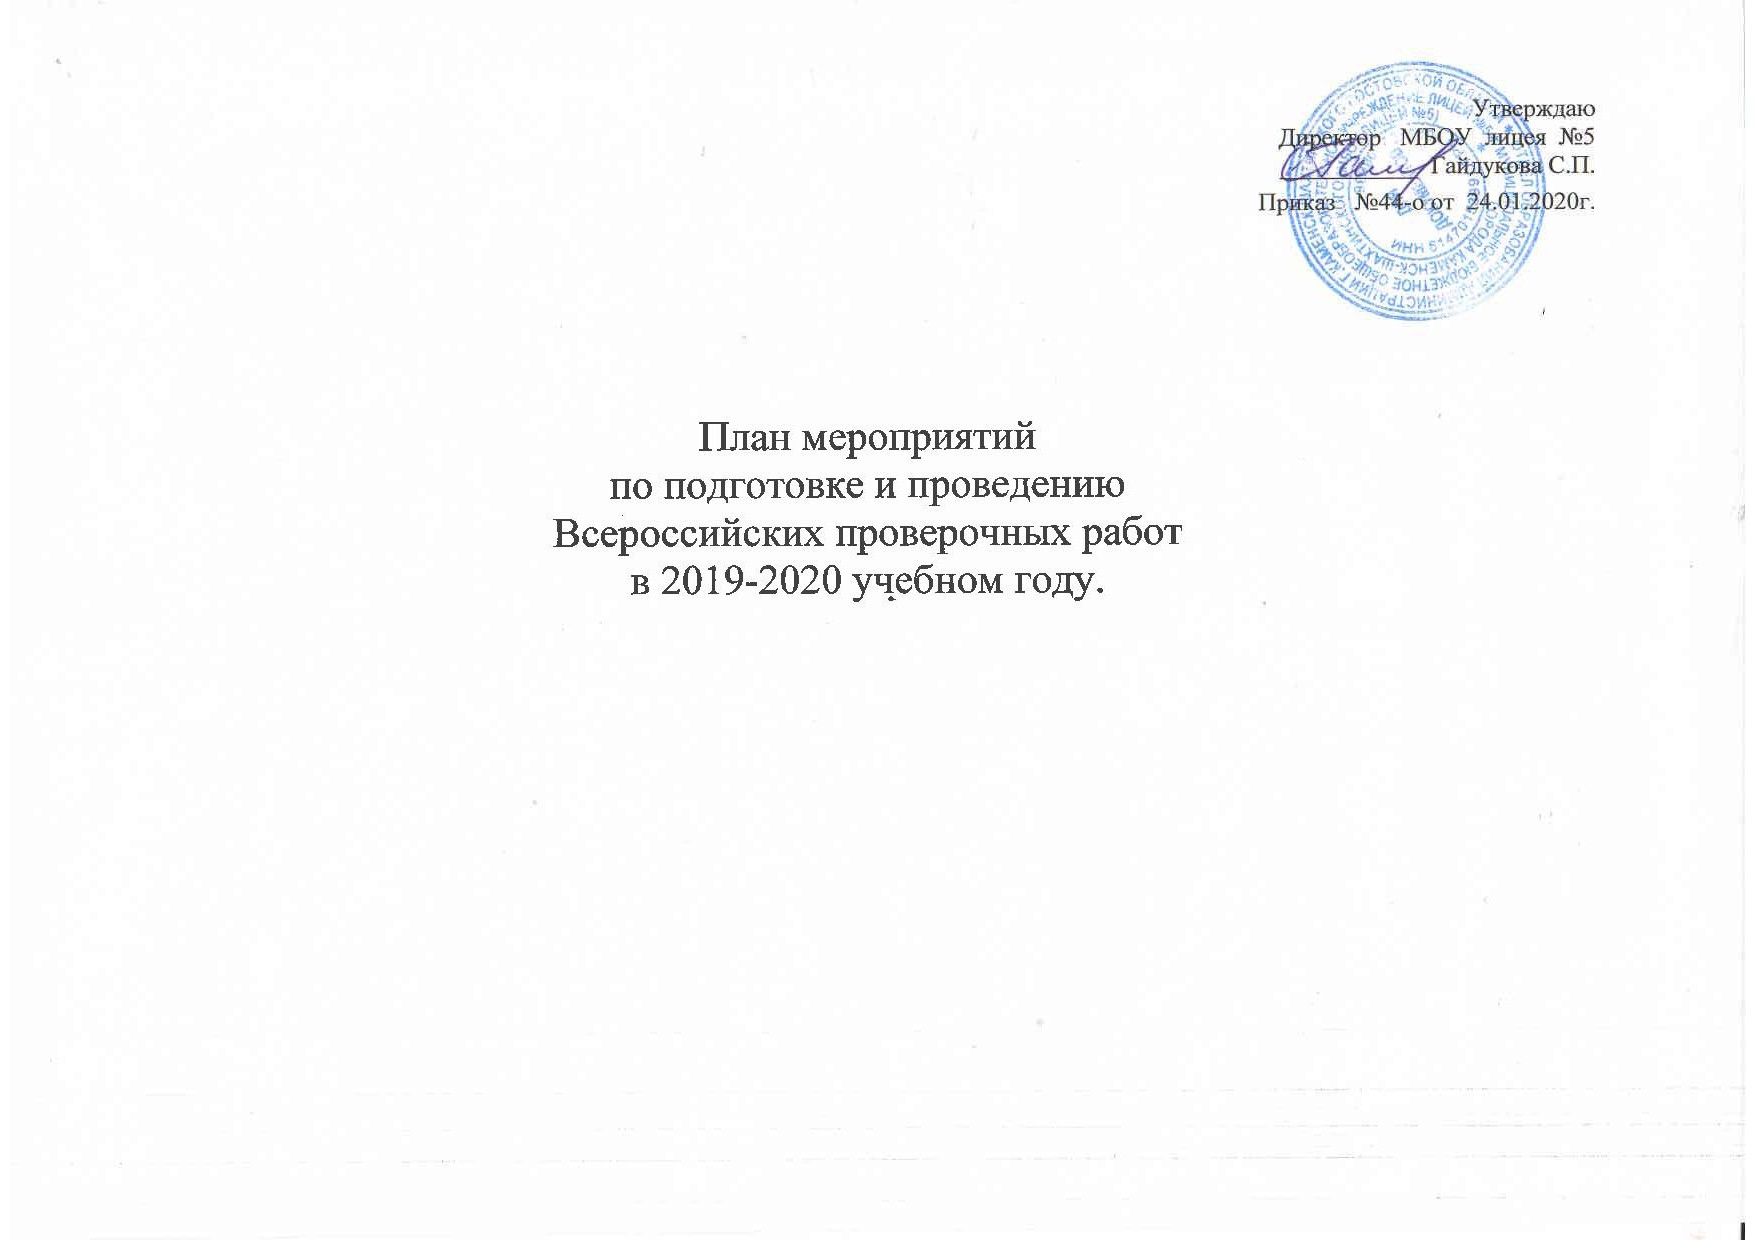 Утверждаю
Директор МБОУ лицея №5
Гайдукова С.П.
Приказ №44-о от 24.01.2020г.
План мероприятий
по подготовке и проведению
Всероссийских проверочных работ
в 2019-2020 учебном году.